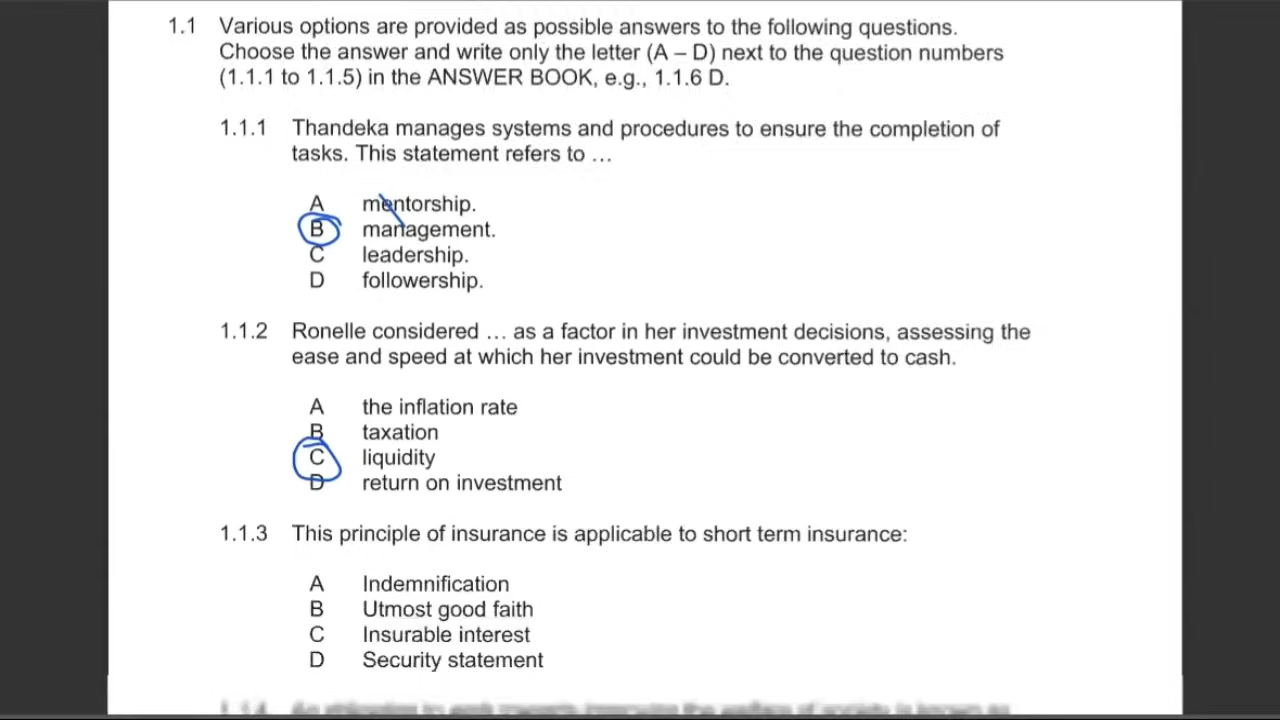 1.1 Various options are provided as possible answers to the following questions.
Choose the answer and write only the letter (A – D) next to the question numbers
(1.1.1 to 1.1.5) in the ANSWER BOOK, e.g., 1.1.6 D.
1.1.1 Thandeka manages systems and procedures to ensure the completion of
tasks. This statement refers to …
A mentorship.
B management.
C leadership.
D followership.
1.1.2 Ronelle considered … as a factor in her investment decisions, assessing the
ease and speed at which her investment could be converted to cash.
A the inflation rate
B taxation
C liquidity
D return on investment
1.1.3 This principle of insurance is applicable to short term insurance:
A Indemnification
B Utmost good faith
C Insurable interest
D Security statement